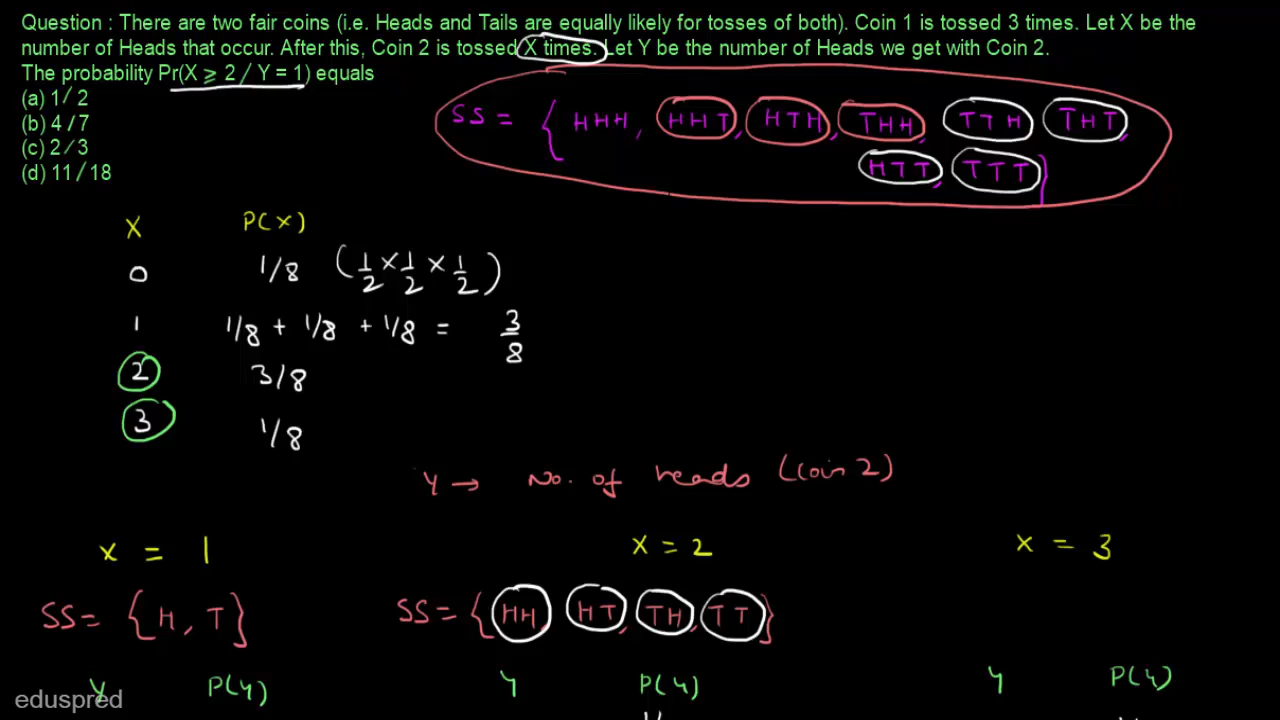 Question : There are two fair coins (i.e. Heads and Tails are equally likely for tosses of both). Coin 1 is tossed 3 times. Let X be the
number of Heads that occur. After this, Coin 2 is tossed X times. Let Y be the number of Heads we get with Coin 2.
The probability Pr(X ⩾ 2 / Y = 1) equals
(a) 1/ 2
(b) 4 / 7
(c) 2 / 3
(d) 11 / 18
SS = { HHH, HHT, HTH, THH, TTH, THT,
HTT, TTT }
X P(X)
0 1/8 (1/2 × 1/2 × 1/2)
1 1/8 + 1/8 + 1/8 = 3/8
2 3/8
3 1/8
Y → No. of heads (Coin 2)
X = 1 X = 2 X = 3
SS = {H, T} SS = {HH, HT, TH, TT}
Y P(Y) Y P(Y) Y P(Y)
eduspred